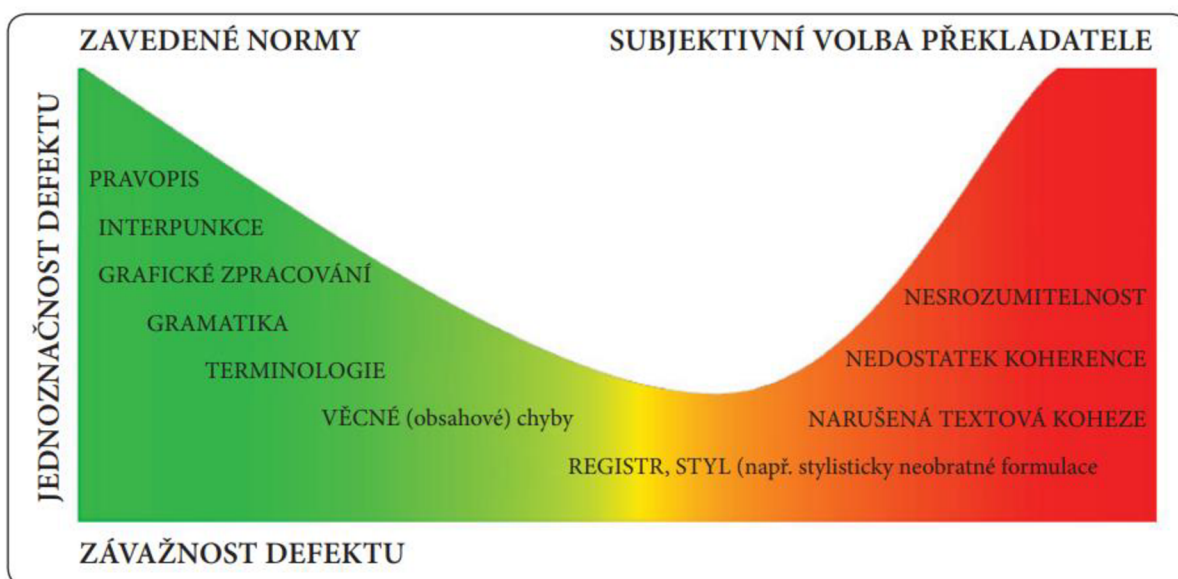 ZAVEDENÉ NORMY
SUBJEKTIVNÍ VOLBA PŘEKLADATELE
JEDNOZNAČNOST DEFEKTU
PRAVOPIS
INTERPUNKCE
GRAFICKÉ ZPRACOVÁNÍ
GRAMATIKA
TERMINOLOGIE
VĚCNÉ (obsahové) chyby
NESROZUMITELNOST
NEDOSTATEK KOHERENCE
NARUŠENÁ TEXTOVÁ KOHEZE
REGISTR, STYL (např. stylisticky neobratné formulace
ZÁVAŽNOST DEFEKTU